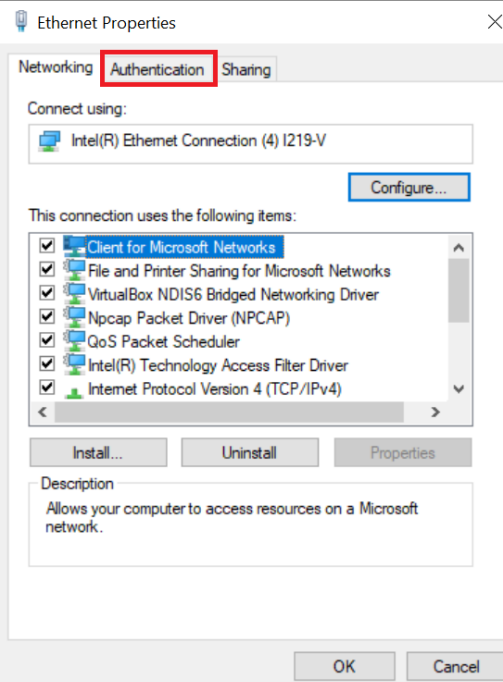 Ethernet Properties
Networking Authentication Sharing
Connect using:
Intel(R) Ethernet Connection (4) I219-V
Configure...
This connection uses the following items:
Client for Microsoft Networks
File and Printer Sharing for Microsoft Networks
VirtualBox NDIS6 Bridged Networking Driver
Npcap Packet Driver (NPCAP)
QoS Packet Scheduler
Intel(R) Technology Access Filter Driver
Internet Protocol Version 4 (TCP/IPv4)
Install... Uninstall Properties
Description
Allows your computer to access resources on a Microsoft
network.
OK Cancel